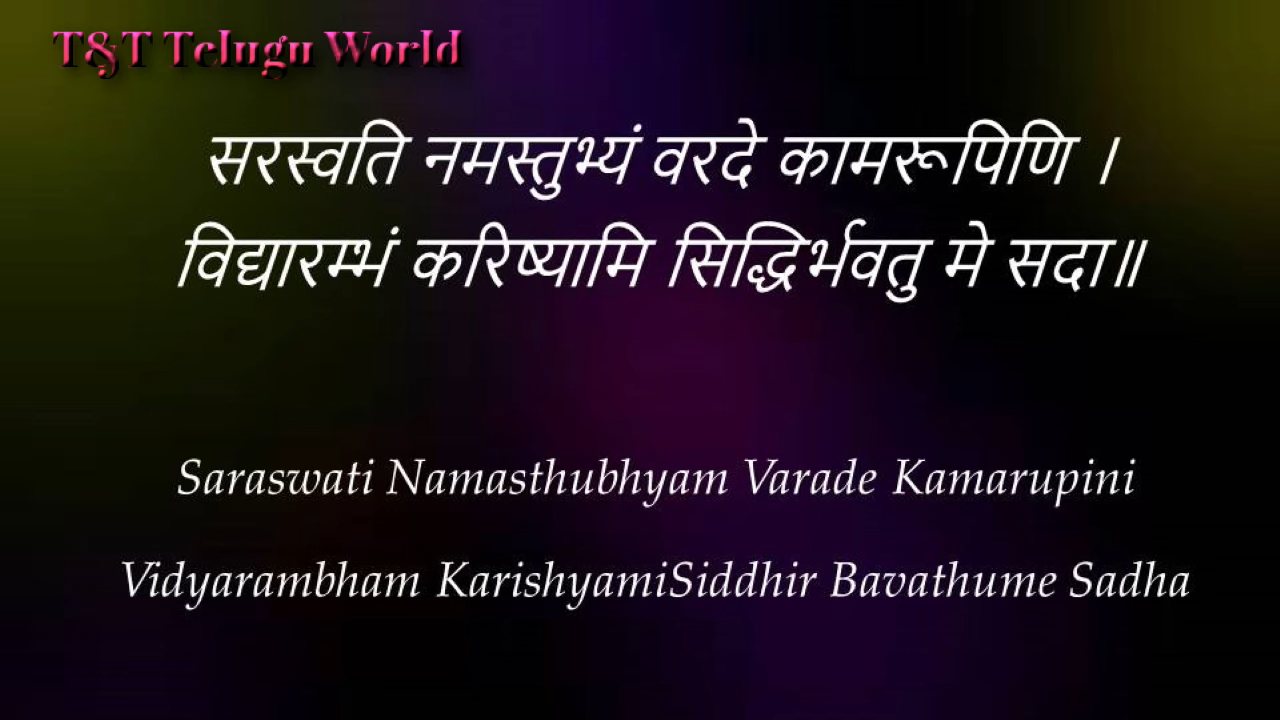 T&T Telugu World
सरस्वति नमस्तुभ्यं वरदे कामरूपिणि ।
विद्यारम्भं करिष्यामि सिद्धिर्भवतु मे सदा॥
Saraswati Namasthubhyam Varade Kamarupini
Vidyarambham KarishyamiSiddhir Bavathume Sadha